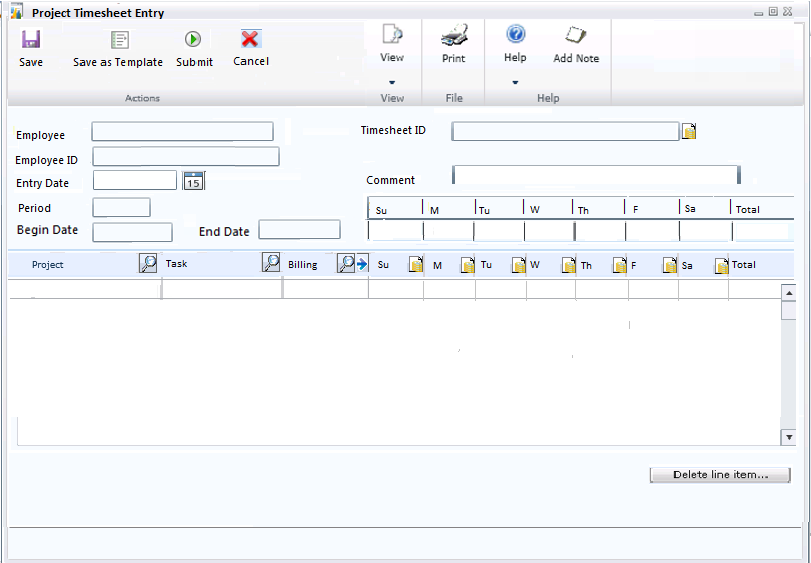 Project Timesheet Entry
Save Save as Template Submit Cancel View Print Help Add Note
Actions View File Help
Employee Timesheet ID
Employee ID
Entry Date 15 Comment
Period Su M Tu W Th F Sa Total
Begin Date End Date
Project Task Billing Su M Tu W Th F Sa Total
Delete line item...